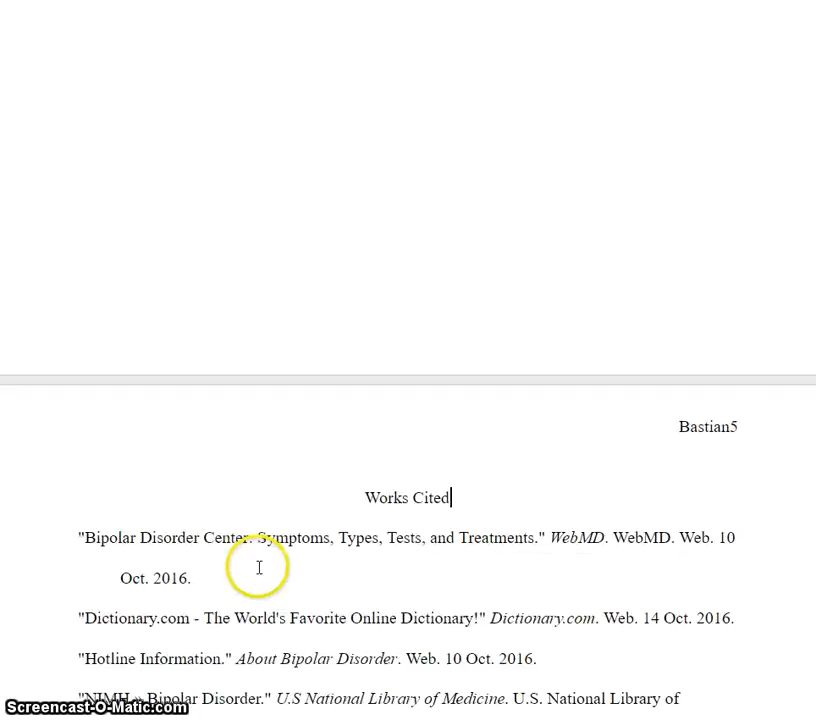 Bastian5
Works Cited
"Bipolar Disorder Center: Symptoms, Types, Tests, and Treatments." WebMD. WebMD. Web. 10
Oct. 2016.
"Dictionary.com - The World's Favorite Online Dictionary!" Dictionary.com. Web. 14 Oct. 2016.
"Hotline Information." About Bipolar Disorder. Web. 10 Oct. 2016.
"NIMH » Bipolar Disorder." U.S National Library of Medicine. U.S. National Library of
Screencast-O-Matic.com